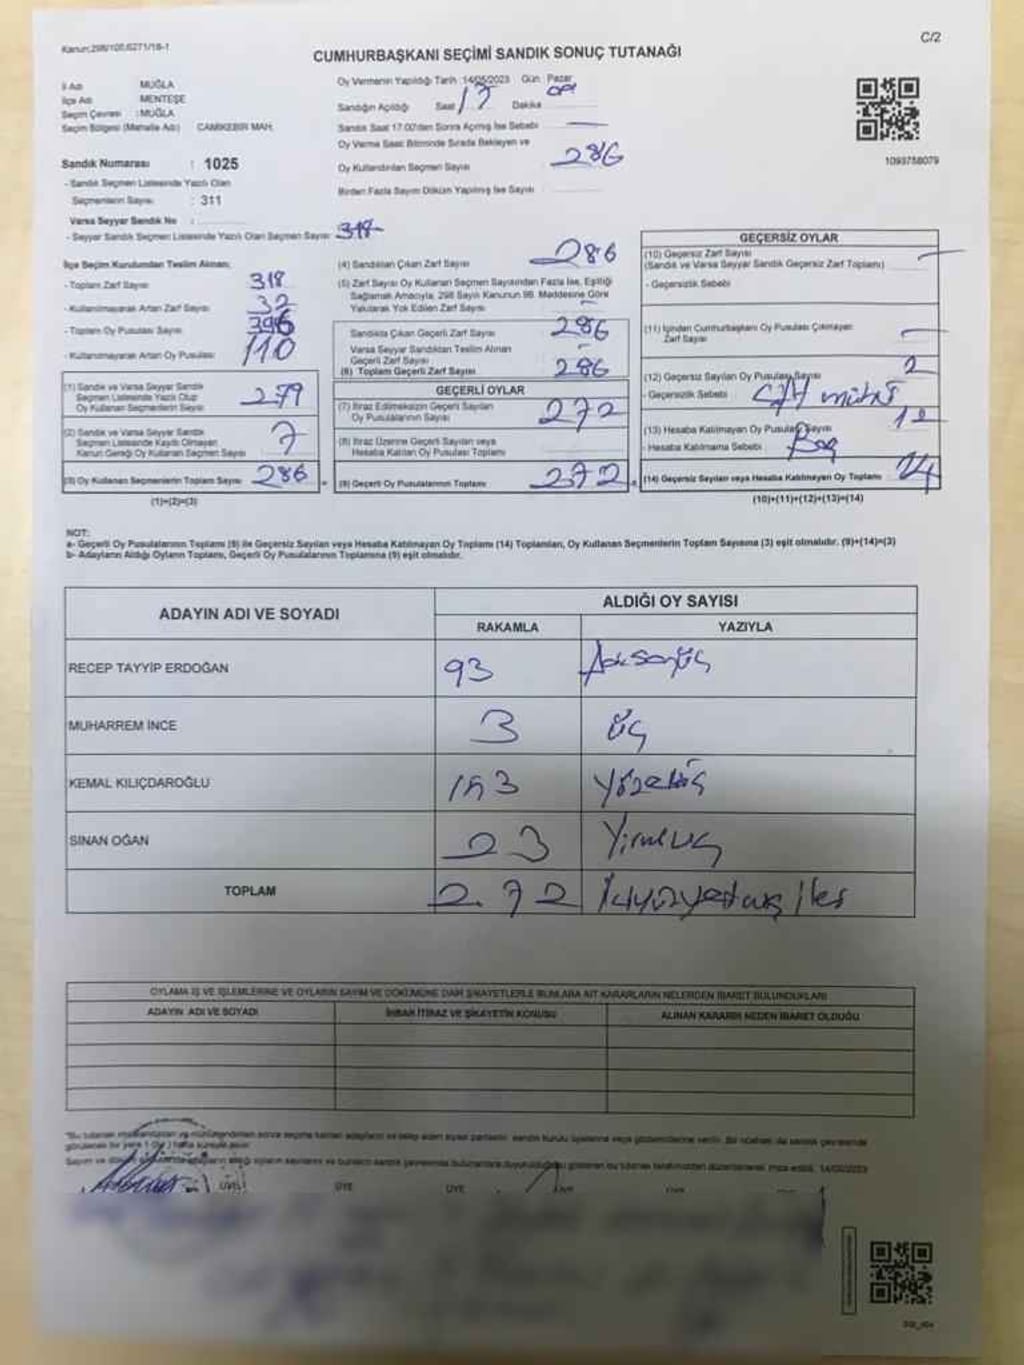 Kanun:298/100,6271/18-1
C/2
CUMHURBAŞKANI SEÇİMİ SANDIK SONUÇ TUTANAĞI
İl Adı MUĞLA
İlçe Adı MENTEŞE
Seçim Çevresi : MUĞLA
Seçim Bölgesi (Mahalle Adı) CAMİKEBİR MAH.
Sandık Numarası : 1025
- Sandık Seçmen Listesinde Yazılı Olan
Seçmenlerin Sayısı : 311
Varsa Seyyar Sandık No :
- Seyyar Sandık Seçmen Listesinde Yazılı Olan Seçmen Sayısı
Oy Vermenin Yapıldığı Tarih :14/05/2023 Gün : Pazar
Sandığın Açıldığı Saat 17 Dakika
Sandık Saat 17.00'den Sonra Açılmış İse Sebebi
Oy Verme Saat Bitiminde Sırada Bekleyen ve
Oy Kullandırılan Seçmen Sayısı 286
Birden Fazla Sayım Döküm Yapılmış İse Sayısı
1093758079
İlçe Seçim Kurulundan Teslim Alınan;
- Toplam Zarf Sayısı 318
- Kullanılmayarak Artan Zarf Sayısı 32
- Toplam Oy Pusulası Sayısı 396
- Kullanılmayarak Artan Oy Pusulası 110
(1) Sandık ve Varsa Seyyar Sandık
Seçmen Listesinde Yazılı Olup
Oy Kullanan Seçmenlerin Sayısı 279
(2) Sandık ve Varsa Seyyar Sandık
Seçmen Listesinde Kayıtlı Olmayan
Kanun Gereği Oy Kullanan Seçmen Sayısı 7
(3) Oy Kullanan Seçmenlerin Toplam Sayısı 286
(1)+(2)=(3)
(4) Sandıktan Çıkan Zarf Sayısı 286
(5) Zarf Sayısı Oy Kullanan Seçmen Sayısından Fazla İse, Eşitliği
Sağlamak Amacıyla, 298 Sayılı Kanunun 98. Maddesine Göre
Yakılarak Yok Edilen Zarf Sayısı -
Sandıkta Çıkan Geçerli Zarf Sayısı 286
Varsa Seyyar Sandıktan Teslim Alınan
Geçerli Zarf Sayısı -
(6) Toplam Geçerli Zarf Sayısı 286
GEÇERLİ OYLAR
(7) İtiraz Edilmeksizin Geçerli Sayılan
Oy Pusulalarının Sayısı 272
(8) İtiraz Üzerine Geçerli Sayılan veya
Hesaba Katılan Oy Pusulası Toplamı
(9) Geçerli Oy Pusulalarının Toplamı 272
GEÇERSİZ OYLAR
(10) Geçersiz Zarf Sayısı
(Sandık ve Varsa Seyyar Sandık Geçersiz Zarf Toplamı)
- Geçersizlik Sebebi
(11) İçinden Cumhurbaşkanı Oy Pusulası Çıkmayan
Zarf Sayısı
(12) Geçersiz Sayılan Oy Pusulası Sayısı 2
- Geçersizlik Sebebi
(13) Hesaba Katılmayan Oy Pusulası Sayısı 12
- Hesaba Katılmama Sebebi Boş
(14) Geçersiz Sayılan veya Hesaba Katılmayan Oy Toplamı 14
(10)+(11)+(12)+(13)=(14)
NOT:
a- Geçerli Oy Pusulalarının Toplamı (9) ile Geçersiz Sayılan veya Hesaba Katılmayan Oy Toplamı (14) Toplamları, Oy Kullanan Seçmenlerin Toplam Sayısına (3) eşit olmalıdır. (9)+(14)=(3)
b- Adayların Aldığı Oyların Toplamı, Geçerli Oy Pusulalarının Toplamına (9) eşit olmalıdır.
ADAYIN ADI VE SOYADI
ALDIĞI OY SAYISI
RAKAMLA YAZIYLA
RECEP TAYYİP ERDOĞAN 93 Doksanüç
MUHARREM İNCE 3 üç
KEMAL KILIÇDAROĞLU 153
SİNAN OĞAN 23 Yirmiüç
TOPLAM 272 İkiyüzyetmiş iki
OYLAMA İŞ VE İŞLEMLERİNE VE OYLARIN SAYIM VE DÖKÜMÜNE DAİR ŞİKAYETLERLE BUNLARA AİT KARARLARIN NELERDEN İBARET BULUNDUKLARI
ADAYIN ADI VE SOYADI İHBAR İTİRAZ VE ŞİKAYETİN KONUSU ALINAN KARARIN NEDEN İBARET OLDUĞU
ÜYE ÜYE ÜYE